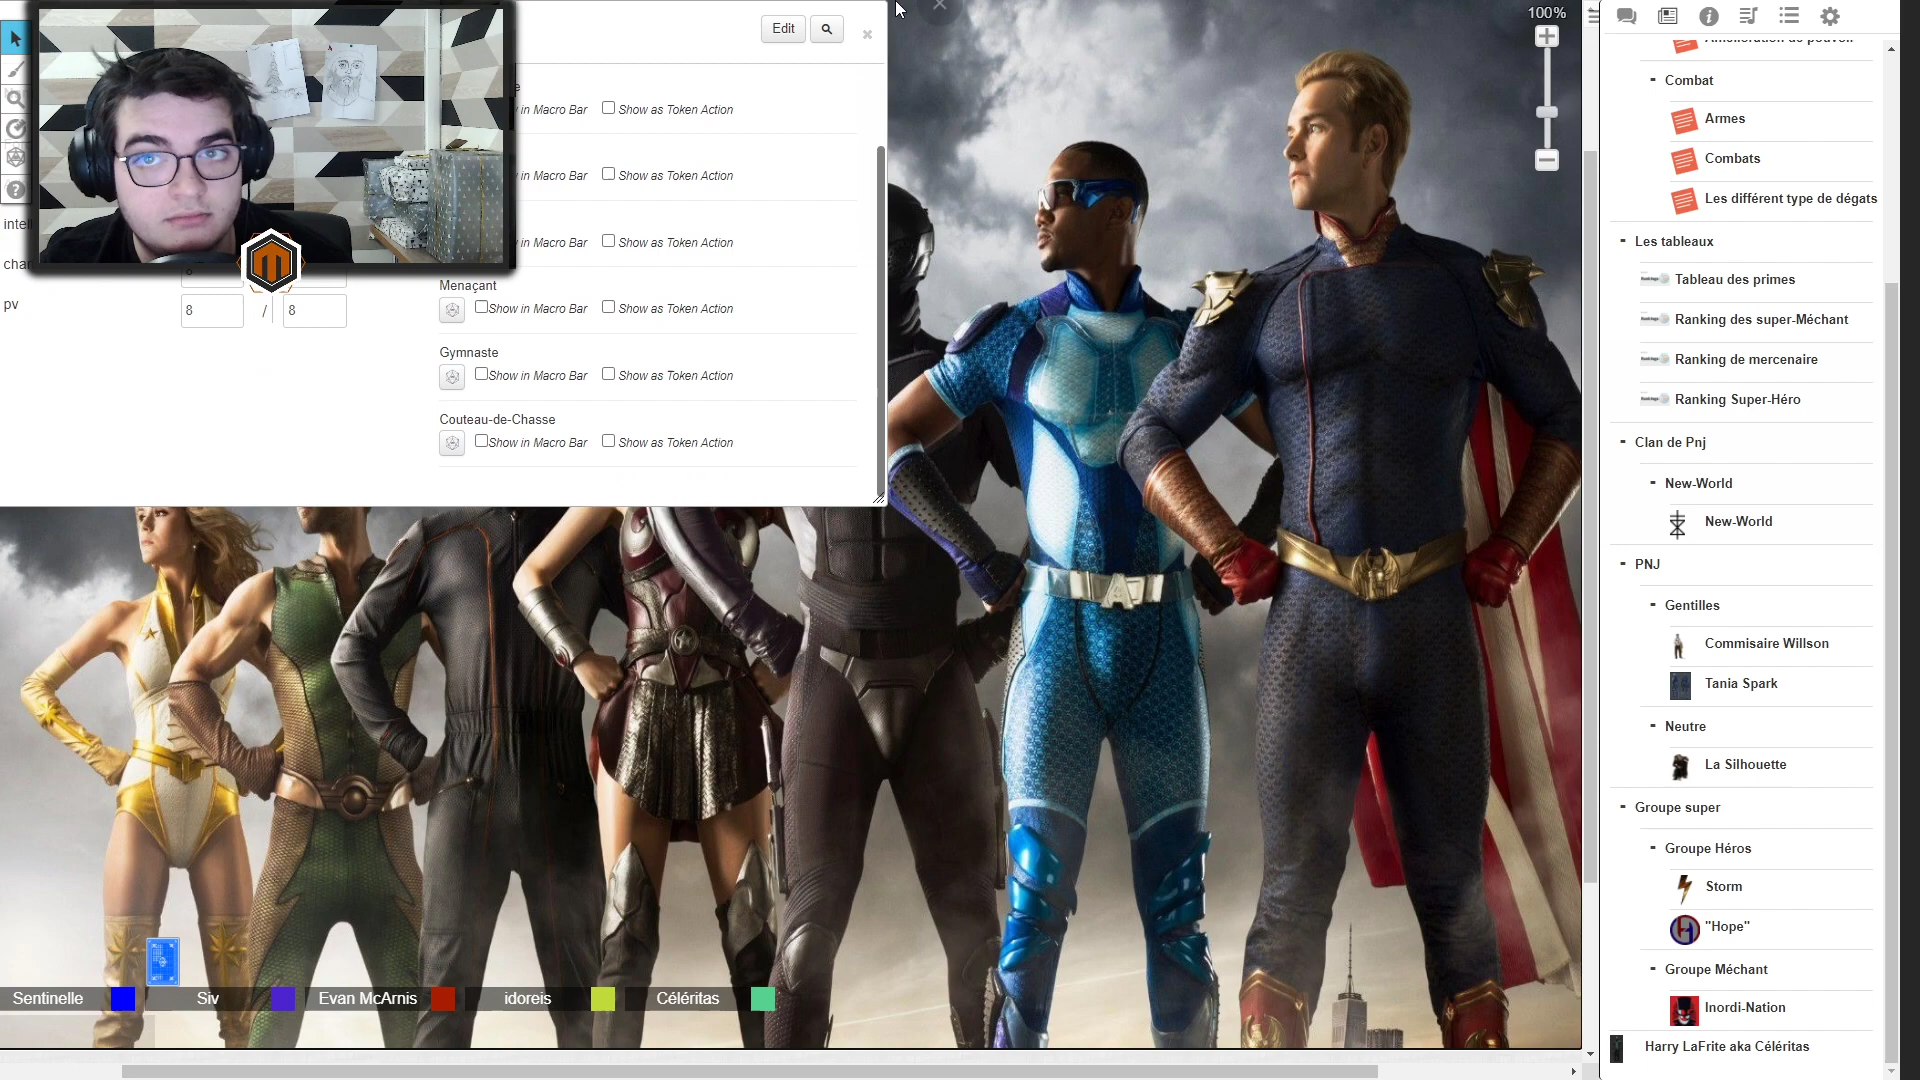 Edit
100%
Show as Token Action
in Macro Bar
Show as Token Action
in Macro Bar
Show as Token Action
in Macro Bar
Menaçant
Show in Macro Bar
Show as Token Action
Gymnaste
Show in Macro Bar
Show as Token Action
Couteau-de-Chasse
Show in Macro Bar
Show as Token Action
pv
8
/
8
Amélioration de pouvoir
Combat
Armes
Combats
Les différent type de dégats
Les tableaux
Tableau des primes
Ranking des super-Méchant
Ranking de mercenaire
Ranking Super-Héro
Clan de Pnj
New-World
New-World
PNJ
Gentilles
Commisaire Willson
Tania Spark
Neutre
La Silhouette
Groupe super
Groupe Héros
Storm
"Hope"
Groupe Méchant
Inordi-Nation
Harry LaFrite aka Céléritas
Sentinelle
Siv
Evan McArnis
idoreis
Céléritas